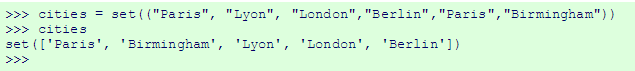 >>> cities = set(("Paris", "Lyon", "London","Berlin","Paris","Birmingham"))
>>> cities
set(['Paris', 'Birmingham', 'Lyon', 'London', 'Berlin'])
>>>